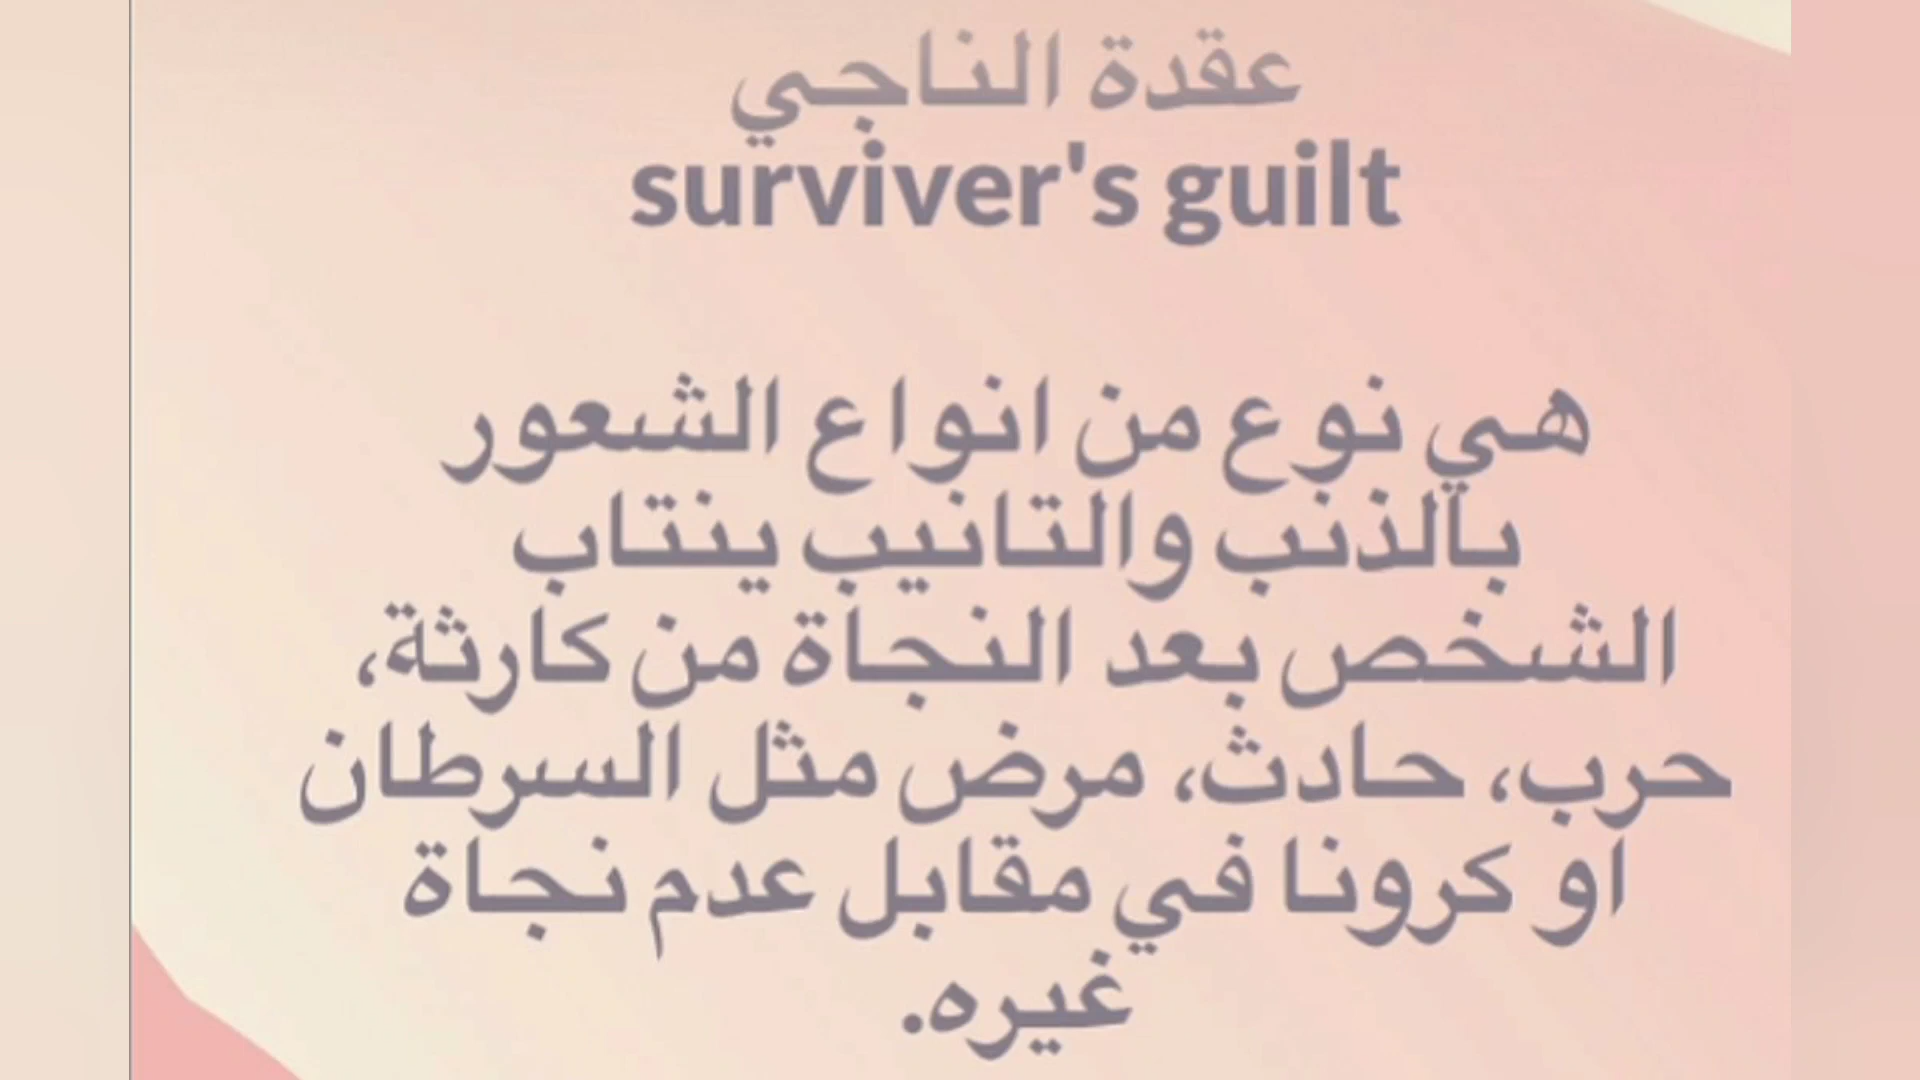 عقدة الناجي
surviver's guilt
هي نوع من انواع الشعور
بالذنب والتانيب ينتاب
الشخص بعد النجاة من كارثة،
حرب، حادث، مرض مثل السرطان
او كرونا في مقابل عدم نجاة
غيره.